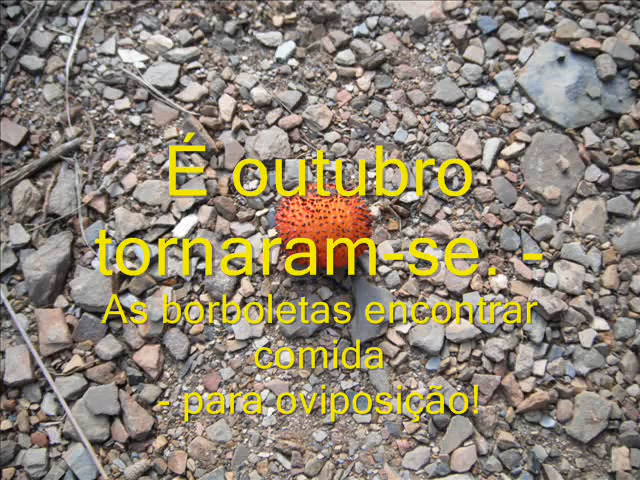 É outubro
tornaram-se. -
As borboletas encontrar
comida
- para oviposição!